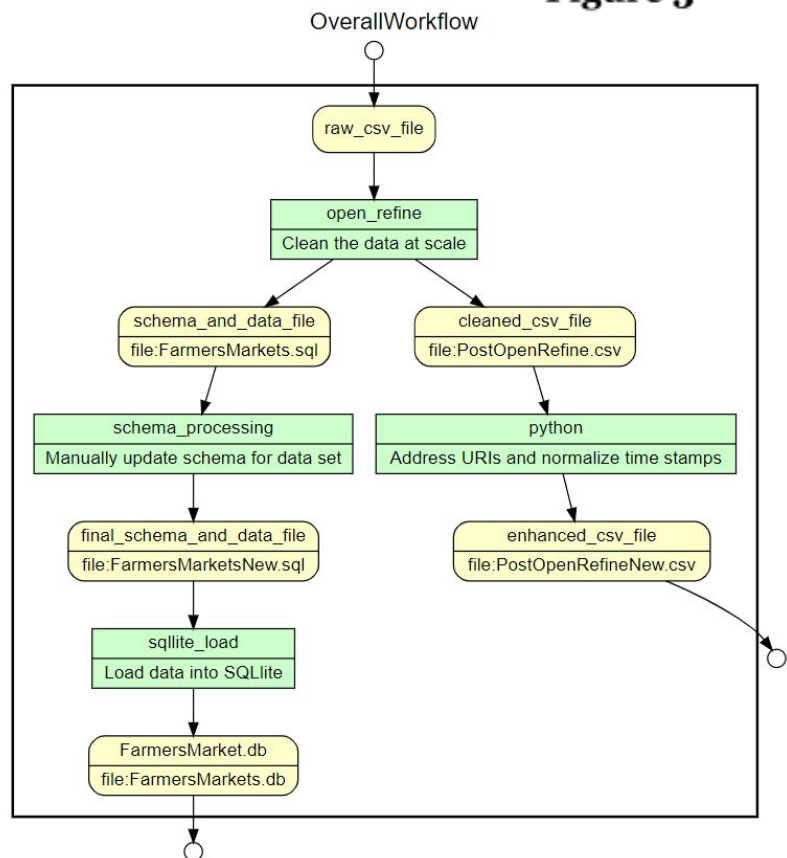 Figure 3
OverallWorkflow
raw_csv_file
open_refine
Clean the data at scale
schema_and_data_file
file:FarmersMarkets.sql
cleaned_csv_file
file:PostOpenRefine.csv
schema_processing
Manually update schema for data set
python
Address URIs and normalize time stamps
final_schema_and_data_file
file:FarmersMarketsNew.sql
enhanced_csv_file
file:PostOpenRefineNew.csv
sqllite_load
Load data into SQLlite
FarmersMarket.db
file:FarmersMarkets.db